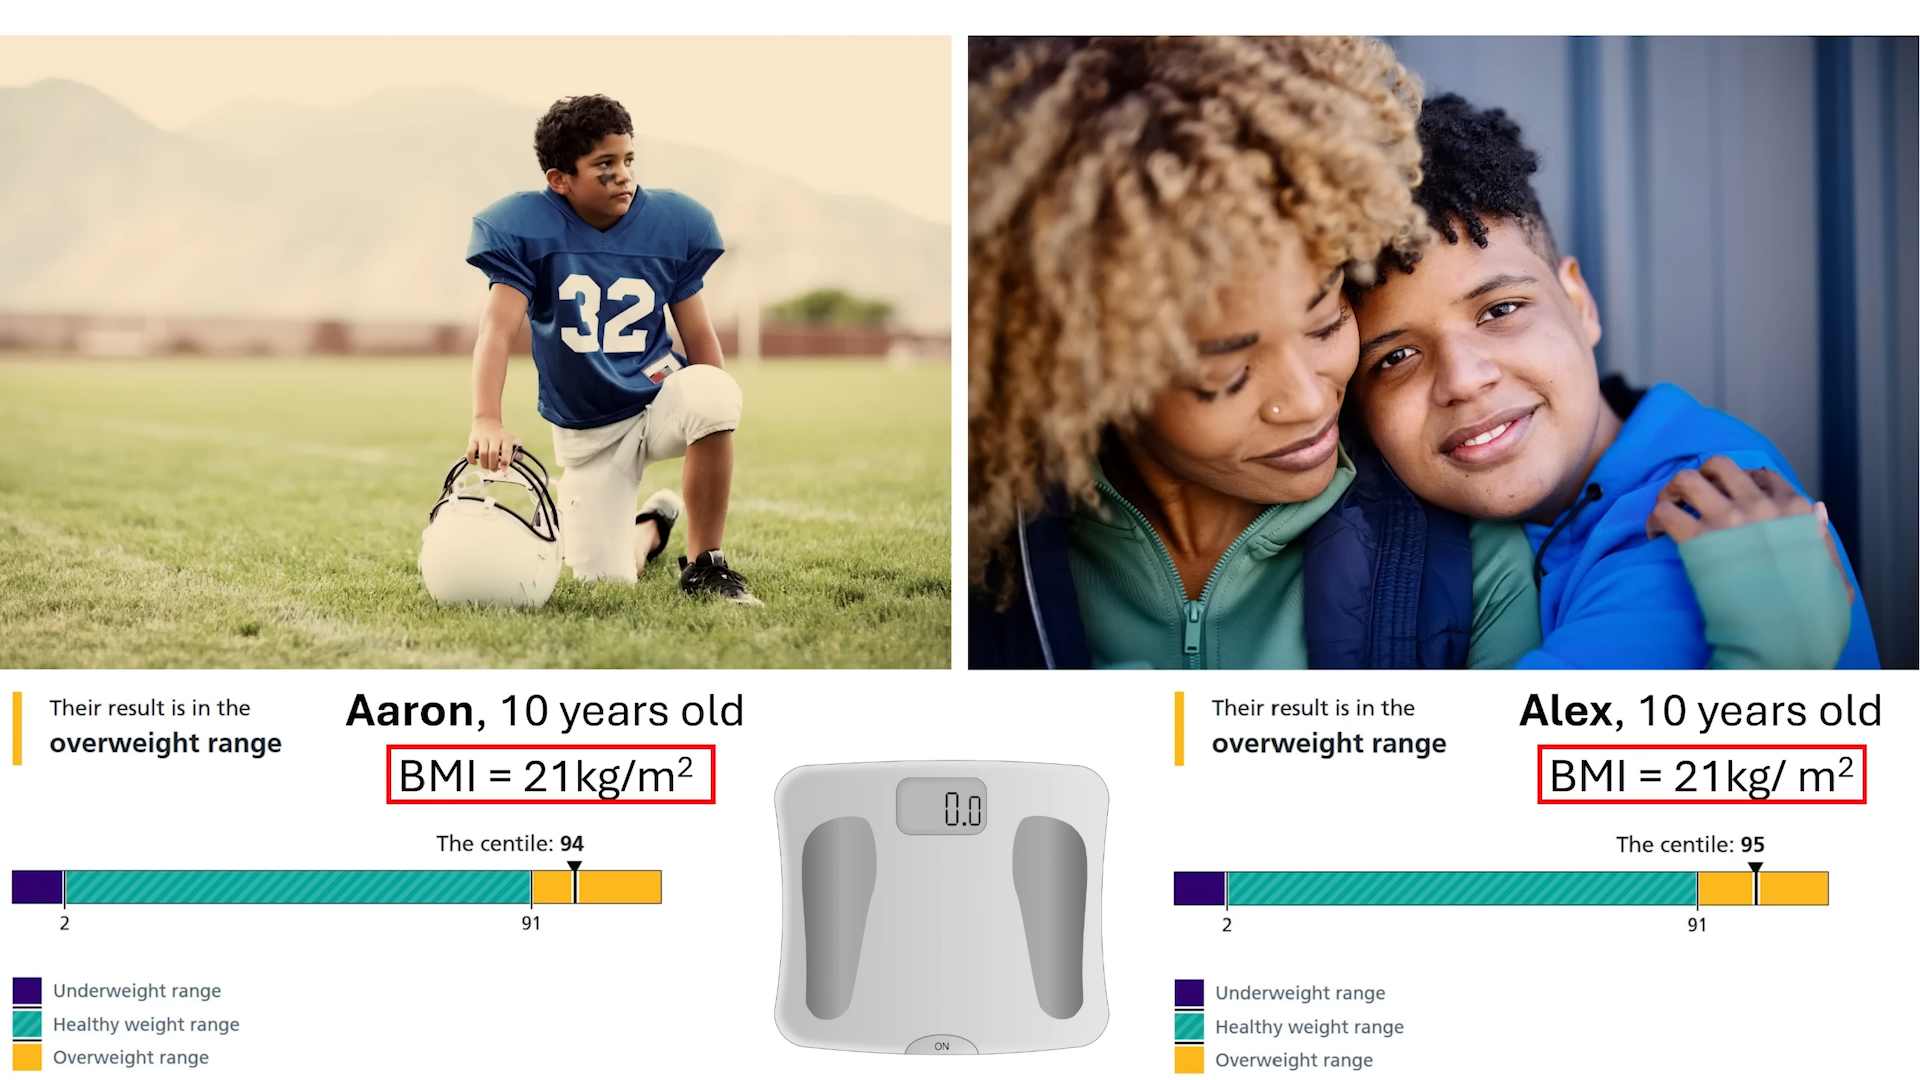 32
Their result is in the
overweight range
Aaron, 10 years old
BMI = 21kg/m²
The centile: 94
2
91
Underweight range
Healthy weight range
Overweight range
0.0
ON
Their result is in the
overweight range
Alex, 10 years old
BMI = 21kg/ m²
The centile: 95
2
91
Underweight range
Healthy weight range
Overweight range